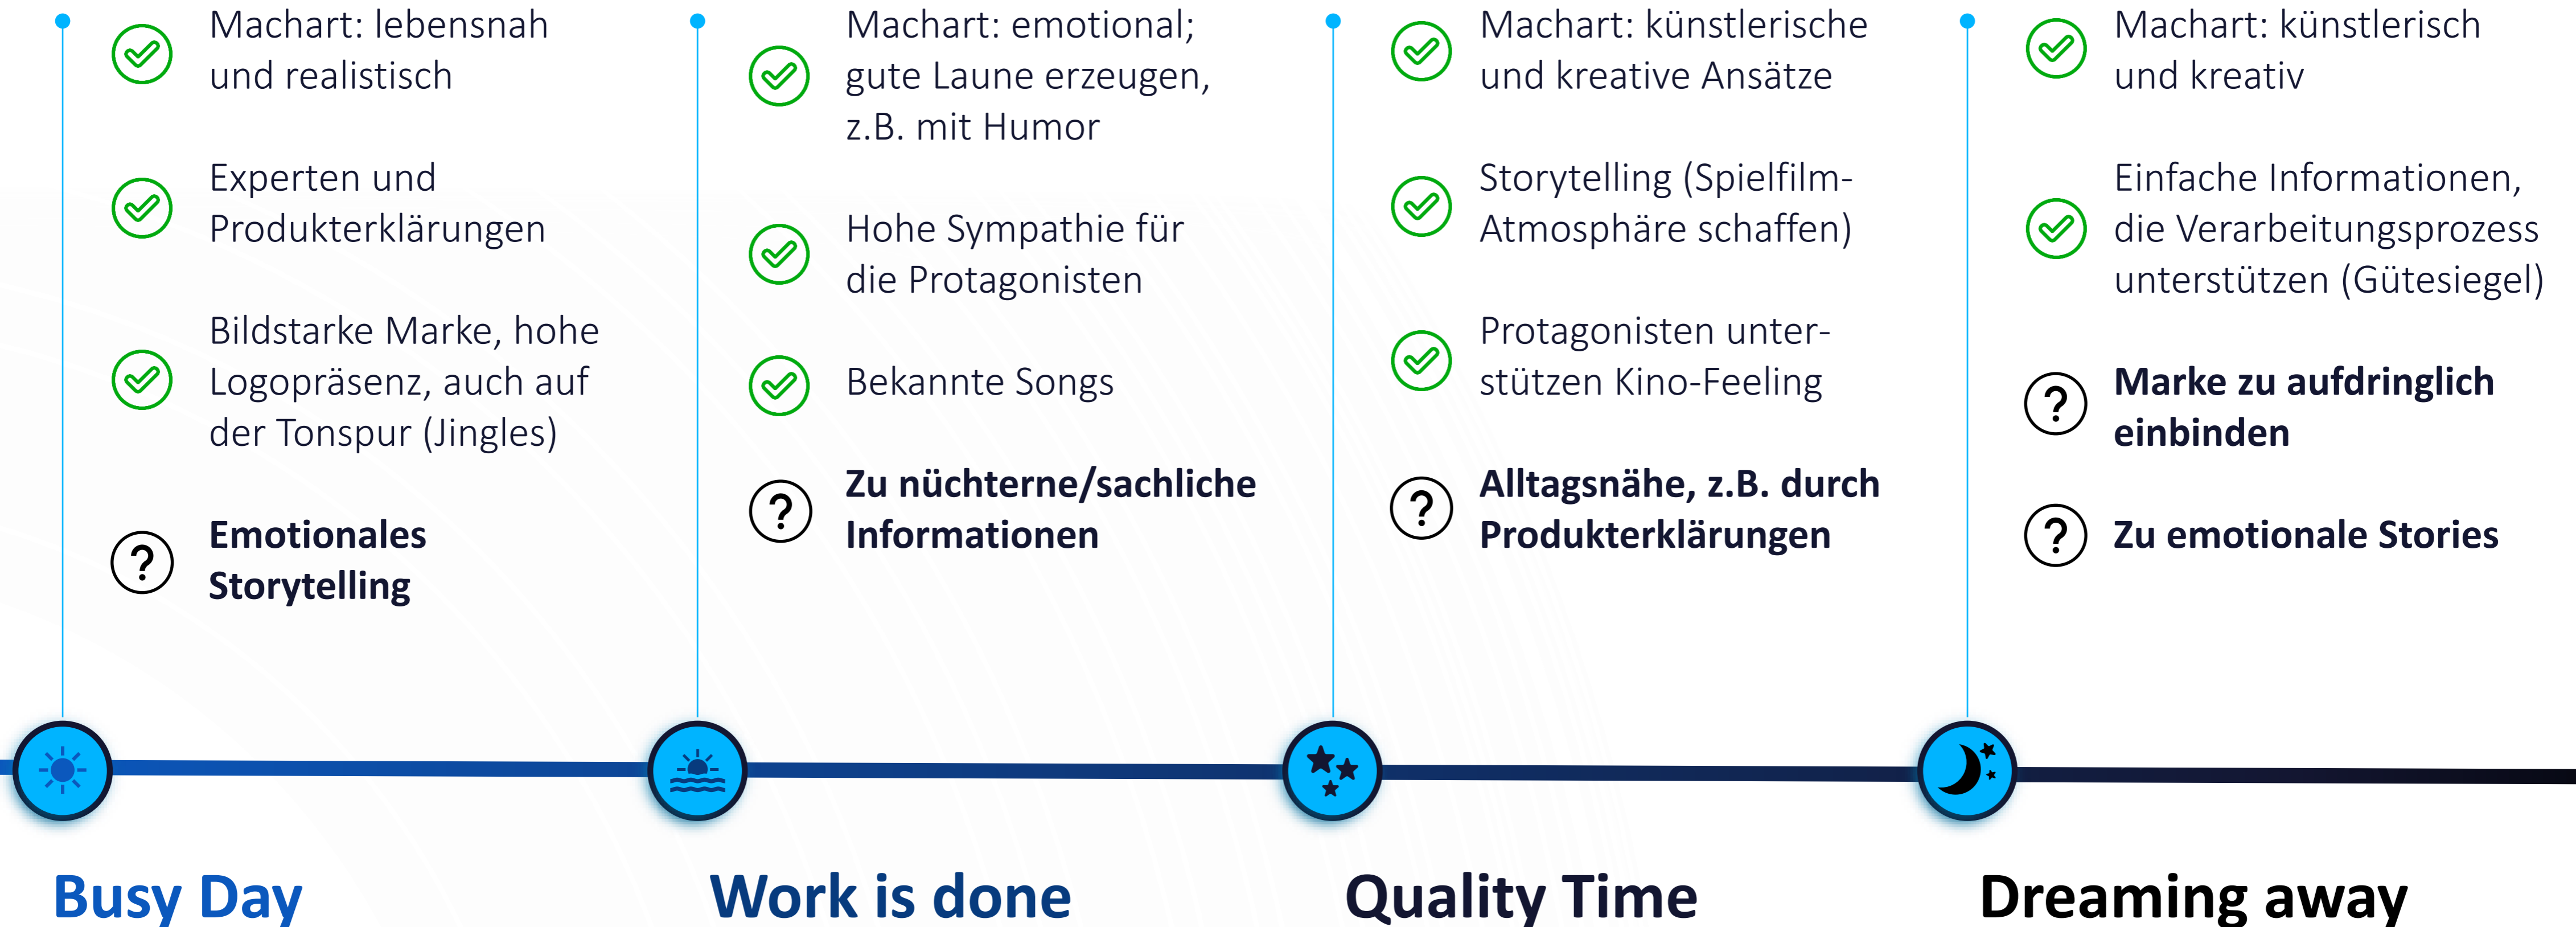 Machart: lebensnah
und realistisch
Experten und
Produkterklärungen
Bildstarke Marke, hohe
Logopräsenz, auch auf
der Tonspur (Jingles)
Emotionales
Storytelling
Busy Day
Machart: emotional;
gute Laune erzeugen,
z.B. mit Humor
Hohe Sympathie für
die Protagonisten
Bekannte Songs
Zu nüchterne/sachliche
Informationen
Work is done
Machart: künstlerische
und kreative Ansätze
Storytelling (Spielfilm-
Atmosphäre schaffen)
Protagonisten unter-
stützen Kino-Feeling
Alltagsnähe, z.B. durch
Produkterklärungen
Quality Time
Machart: künstlerisch
und kreativ
Einfache Informationen,
die Verarbeitungsprozess
unterstützen (Gütesiegel)
Marke zu aufdringlich
einbinden
Zu emotionale Stories
Dreaming away